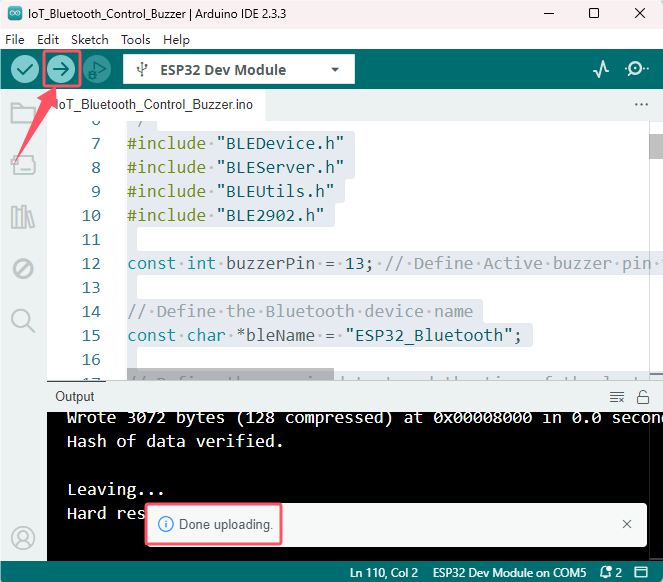 IoT_Bluetooth_Control_Buzzer | Arduino IDE 2.3.3
File Edit Sketch Tools Help
ESP32 Dev Module
IoT_Bluetooth_Control_Buzzer.ino
6 /
7 #include "BLEDevice.h"
8 #include "BLEServer.h"
9 #include "BLEUtils.h"
10 #include "BLE2902.h"
11
12 const int buzzerPin = 13; // Define Active buzzer pin
13
14 // Define the Bluetooth device name
15 const char *bleName = "ESP32_Bluetooth";
16
17
Output
Wrote 3072 bytes (128 compressed) at 0x00008000 in 0.0 secon
Hash of data verified.
Leaving...
Hard res
Done uploading.
Ln 110, Col 2 ESP32 Dev Module on COM5 2